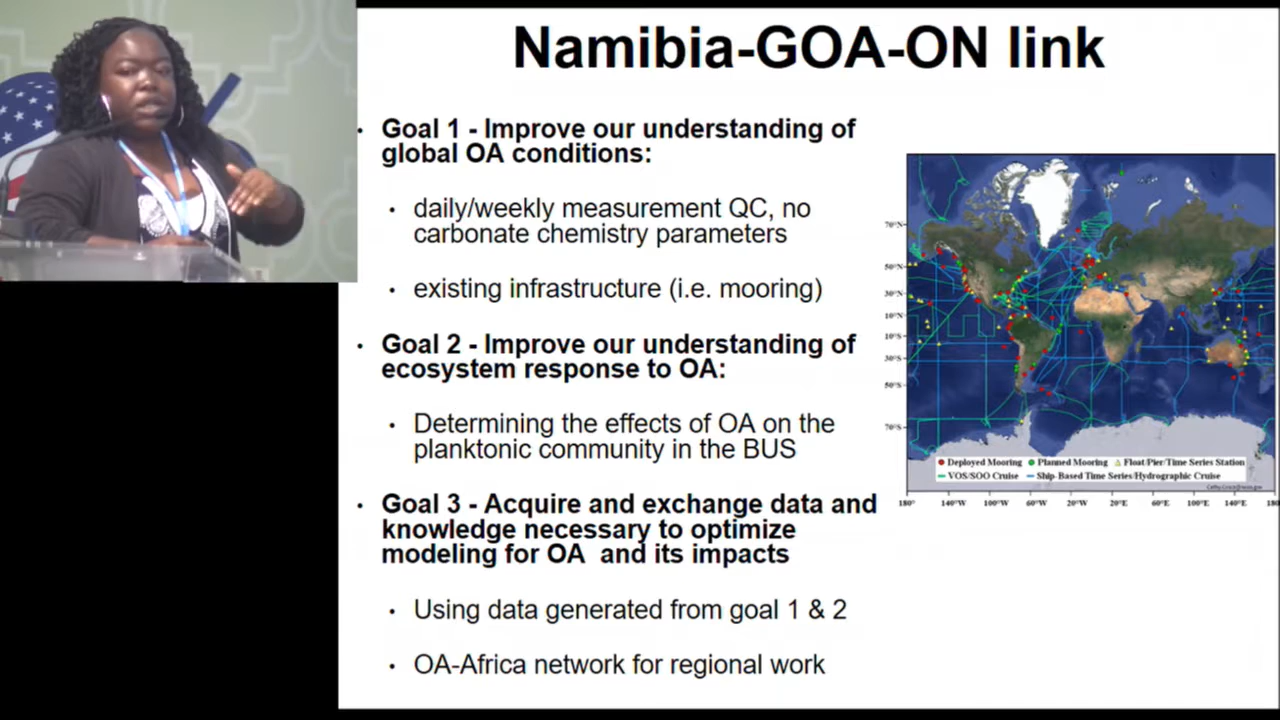 Namibia-GOA-ON link
• Goal 1 - Improve our understanding of
global OA conditions:
• daily/weekly measurement QC, no
carbonate chemistry parameters
• existing infrastructure (i.e. mooring)
• Goal 2 - Improve our understanding of
ecosystem response to OA:
• Determining the effects of OA on the
planktonic community in the BUS
• Goal 3 - Acquire and exchange data and
knowledge necessary to optimize
modeling for OA and its impacts
• Using data generated from goal 1 & 2
• OA-Africa network for regional work
70°N
50°N
30°N
10°N
10°S
30°S
50°S
70°S
Deployed Mooring Planned Mooring Float/Pier/Time Series Station
VOS/SOO Cruise Ship-Based Time Series/Hydrographic Cruise
180° 140°W 100°W 60°W 20°W 20°E 60°E 100°E 140°E 180